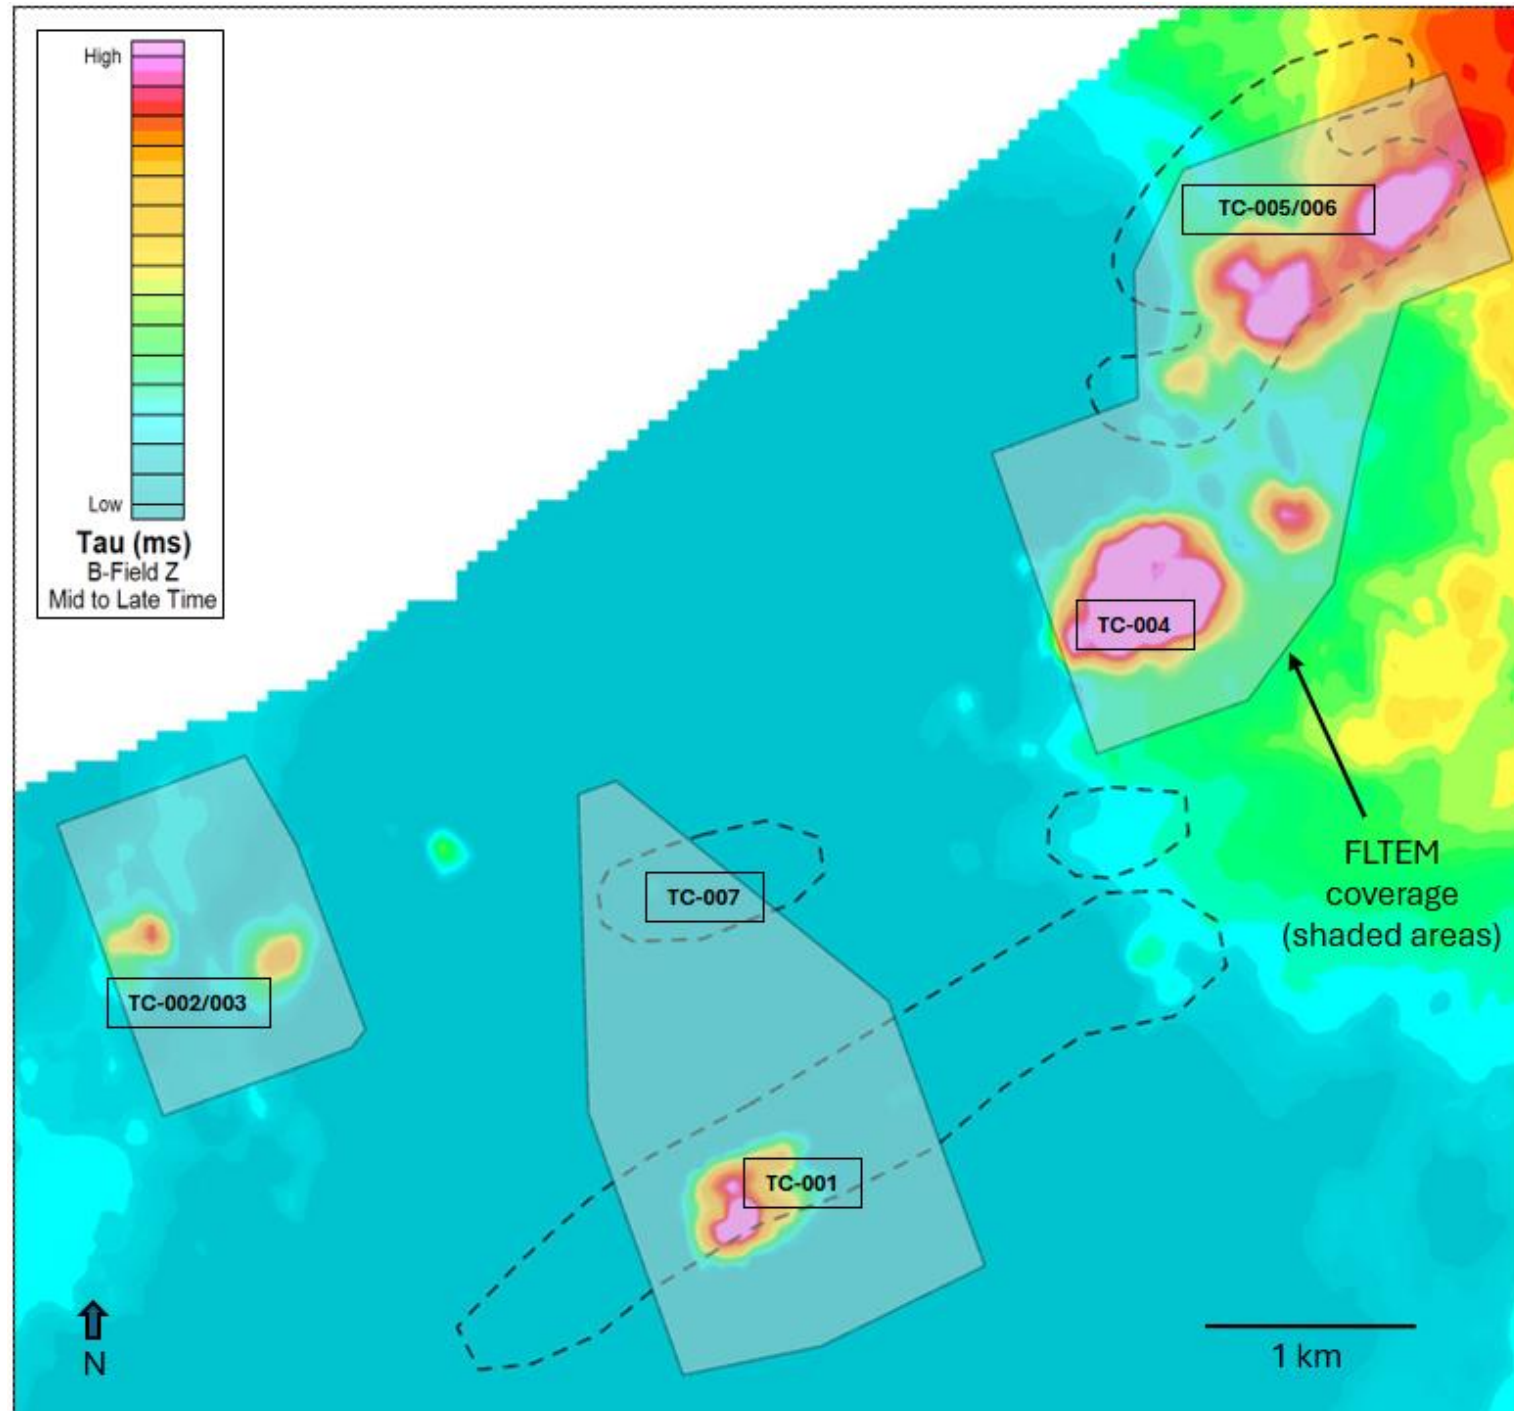 High
Low
Tau (ms)
B-Field Z
Mid to Late Time
TC-005/006
TC-004
FLTEM
coverage
(shaded areas)
TC-007
TC-002/003
TC-001
N
1 km